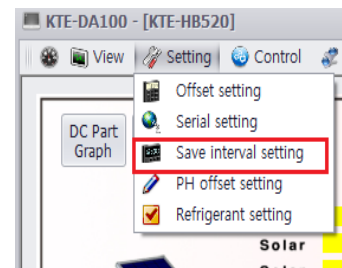 KTE-DA100 - [KTE-HB520]
View Setting Control
Offset setting
DC Part
Graph
Serial setting
Save interval setting
PH offset setting
Refrigerant setting
Solar